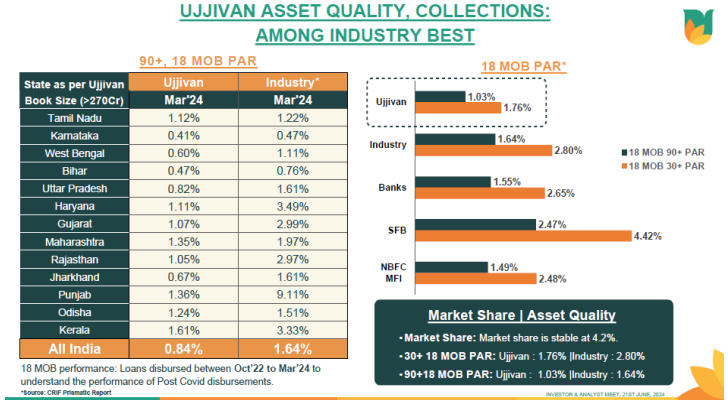 UJJIVAN ASSET QUALITY, COLLECTIONS:
AMONG INDUSTRY BEST
90+, 18 MOB PAR
State as per Ujjivan Book Size (>270Cr) Ujjivan Mar'24 Industry* Mar'24
Tamil Nadu 1.12% 1.22%
Karnataka 0.41% 0.47%
West Bengal 0.60% 1.11%
Bihar 0.47% 0.76%
Uttar Pradesh 0.82% 1.61%
Haryana 1.11% 3.49%
Gujarat 1.07% 2.99%
Maharashtra 1.35% 1.97%
Rajasthan 1.05% 2.97%
Jharkhand 0.67% 1.61%
Punjab 1.36% 9.11%
Odisha 1.24% 1.51%
Kerala 1.61% 3.33%
All India 0.84% 1.64%
18 MOB performance: Loans disbursed between Oct'22 to Mar'24 to
understand the performance of Post Covid disbursements.
*Source: CRIF Prismatic Report
18 MOB PAR*
Ujjivan 1.03% 1.76%
Industry 1.64% 2.80%
Banks 1.55% 2.65%
SFB 2.47% 4.42%
NBFC MFI 1.49% 2.48%
18 MOB 90+ PAR
18 MOB 30+ PAR
Market Share | Asset Quality
• Market Share: Market share is stable at 4.2%.
• 30+ 18 MOB PAR: Ujjivan : 1.76% |Industry : 2.80%
• 90+18 MOB PAR: Ujjivan : 1.03% |Industry : 1.64%
INVESTOR & ANALYST MEET, 21ST JUNE, 2024